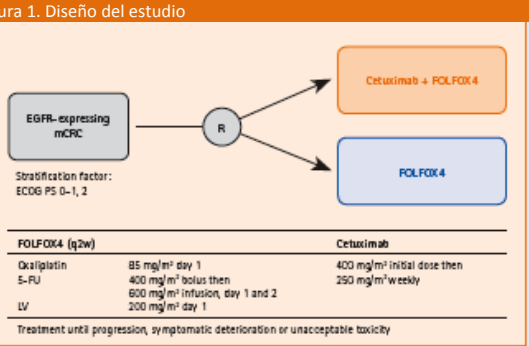 ura 1. Diseño del estudio
Cetuximab + FOLFOX4
EGFR-expressing
mCRC
R
FOLFOX4
Stratification factor:
ECOG PS 0-1, 2
FOLFOX4 (q2w) Cetuximab
Oxaliplatin 85 mg/m² day 1 400 mg/m² initial dose then
5-FU 400 mg/m² bolus then 250 mg/m² weekly
600 mg/m² infusion, day 1 and 2
LV 200 mg/m² day 1
Treatment until progression, symptomatic deterioration or unacceptable toxicity